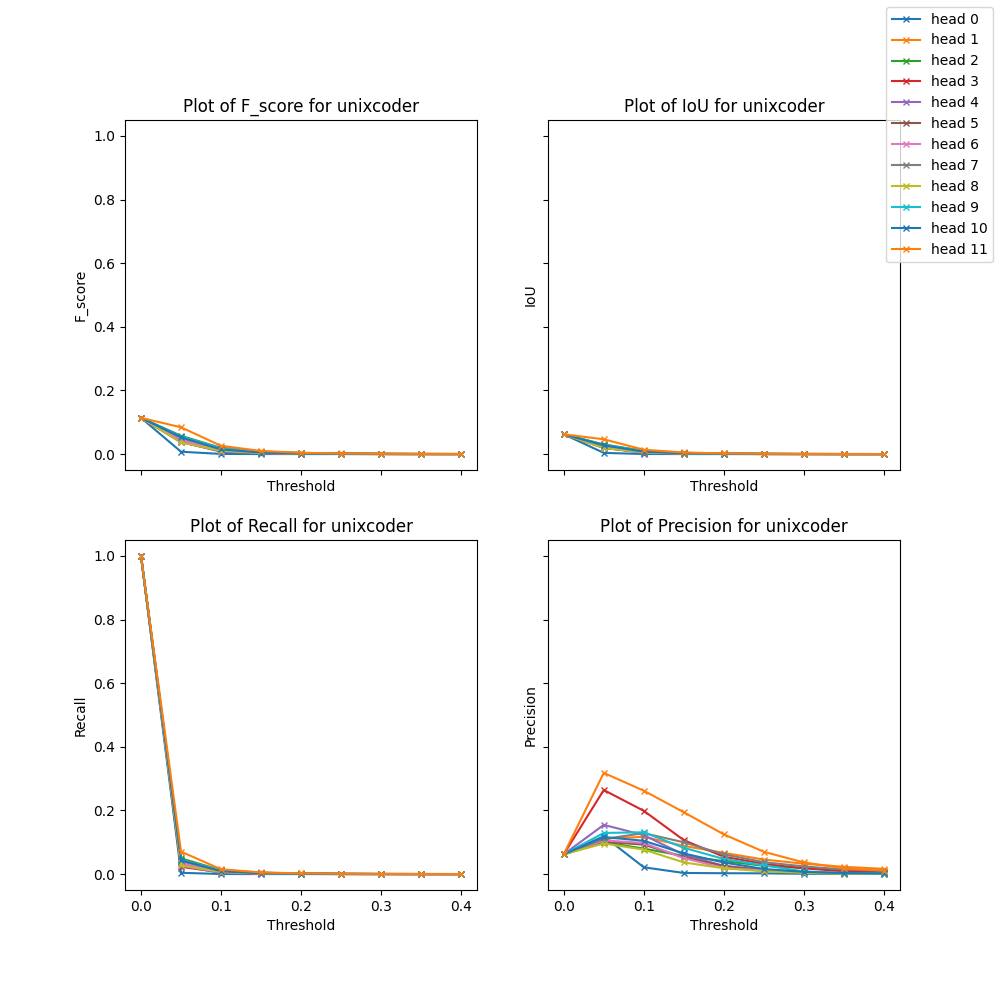 head 0
head 1
head 2
head 3
head 4
head 5
head 6
head 7
head 8
head 9
head 10
head 11
Plot of F_score for unixcoder
1.0
0.8
0.6
0.4
0.2
0.0
F_score
Threshold
Plot of IoU for unixcoder
IoU
Threshold
Plot of Recall for unixcoder
1.0
0.8
0.6
0.4
0.2
0.0
Recall
0.0 0.1 0.2 0.3 0.4
Threshold
Plot of Precision for unixcoder
Precision
0.0 0.1 0.2 0.3 0.4
Threshold